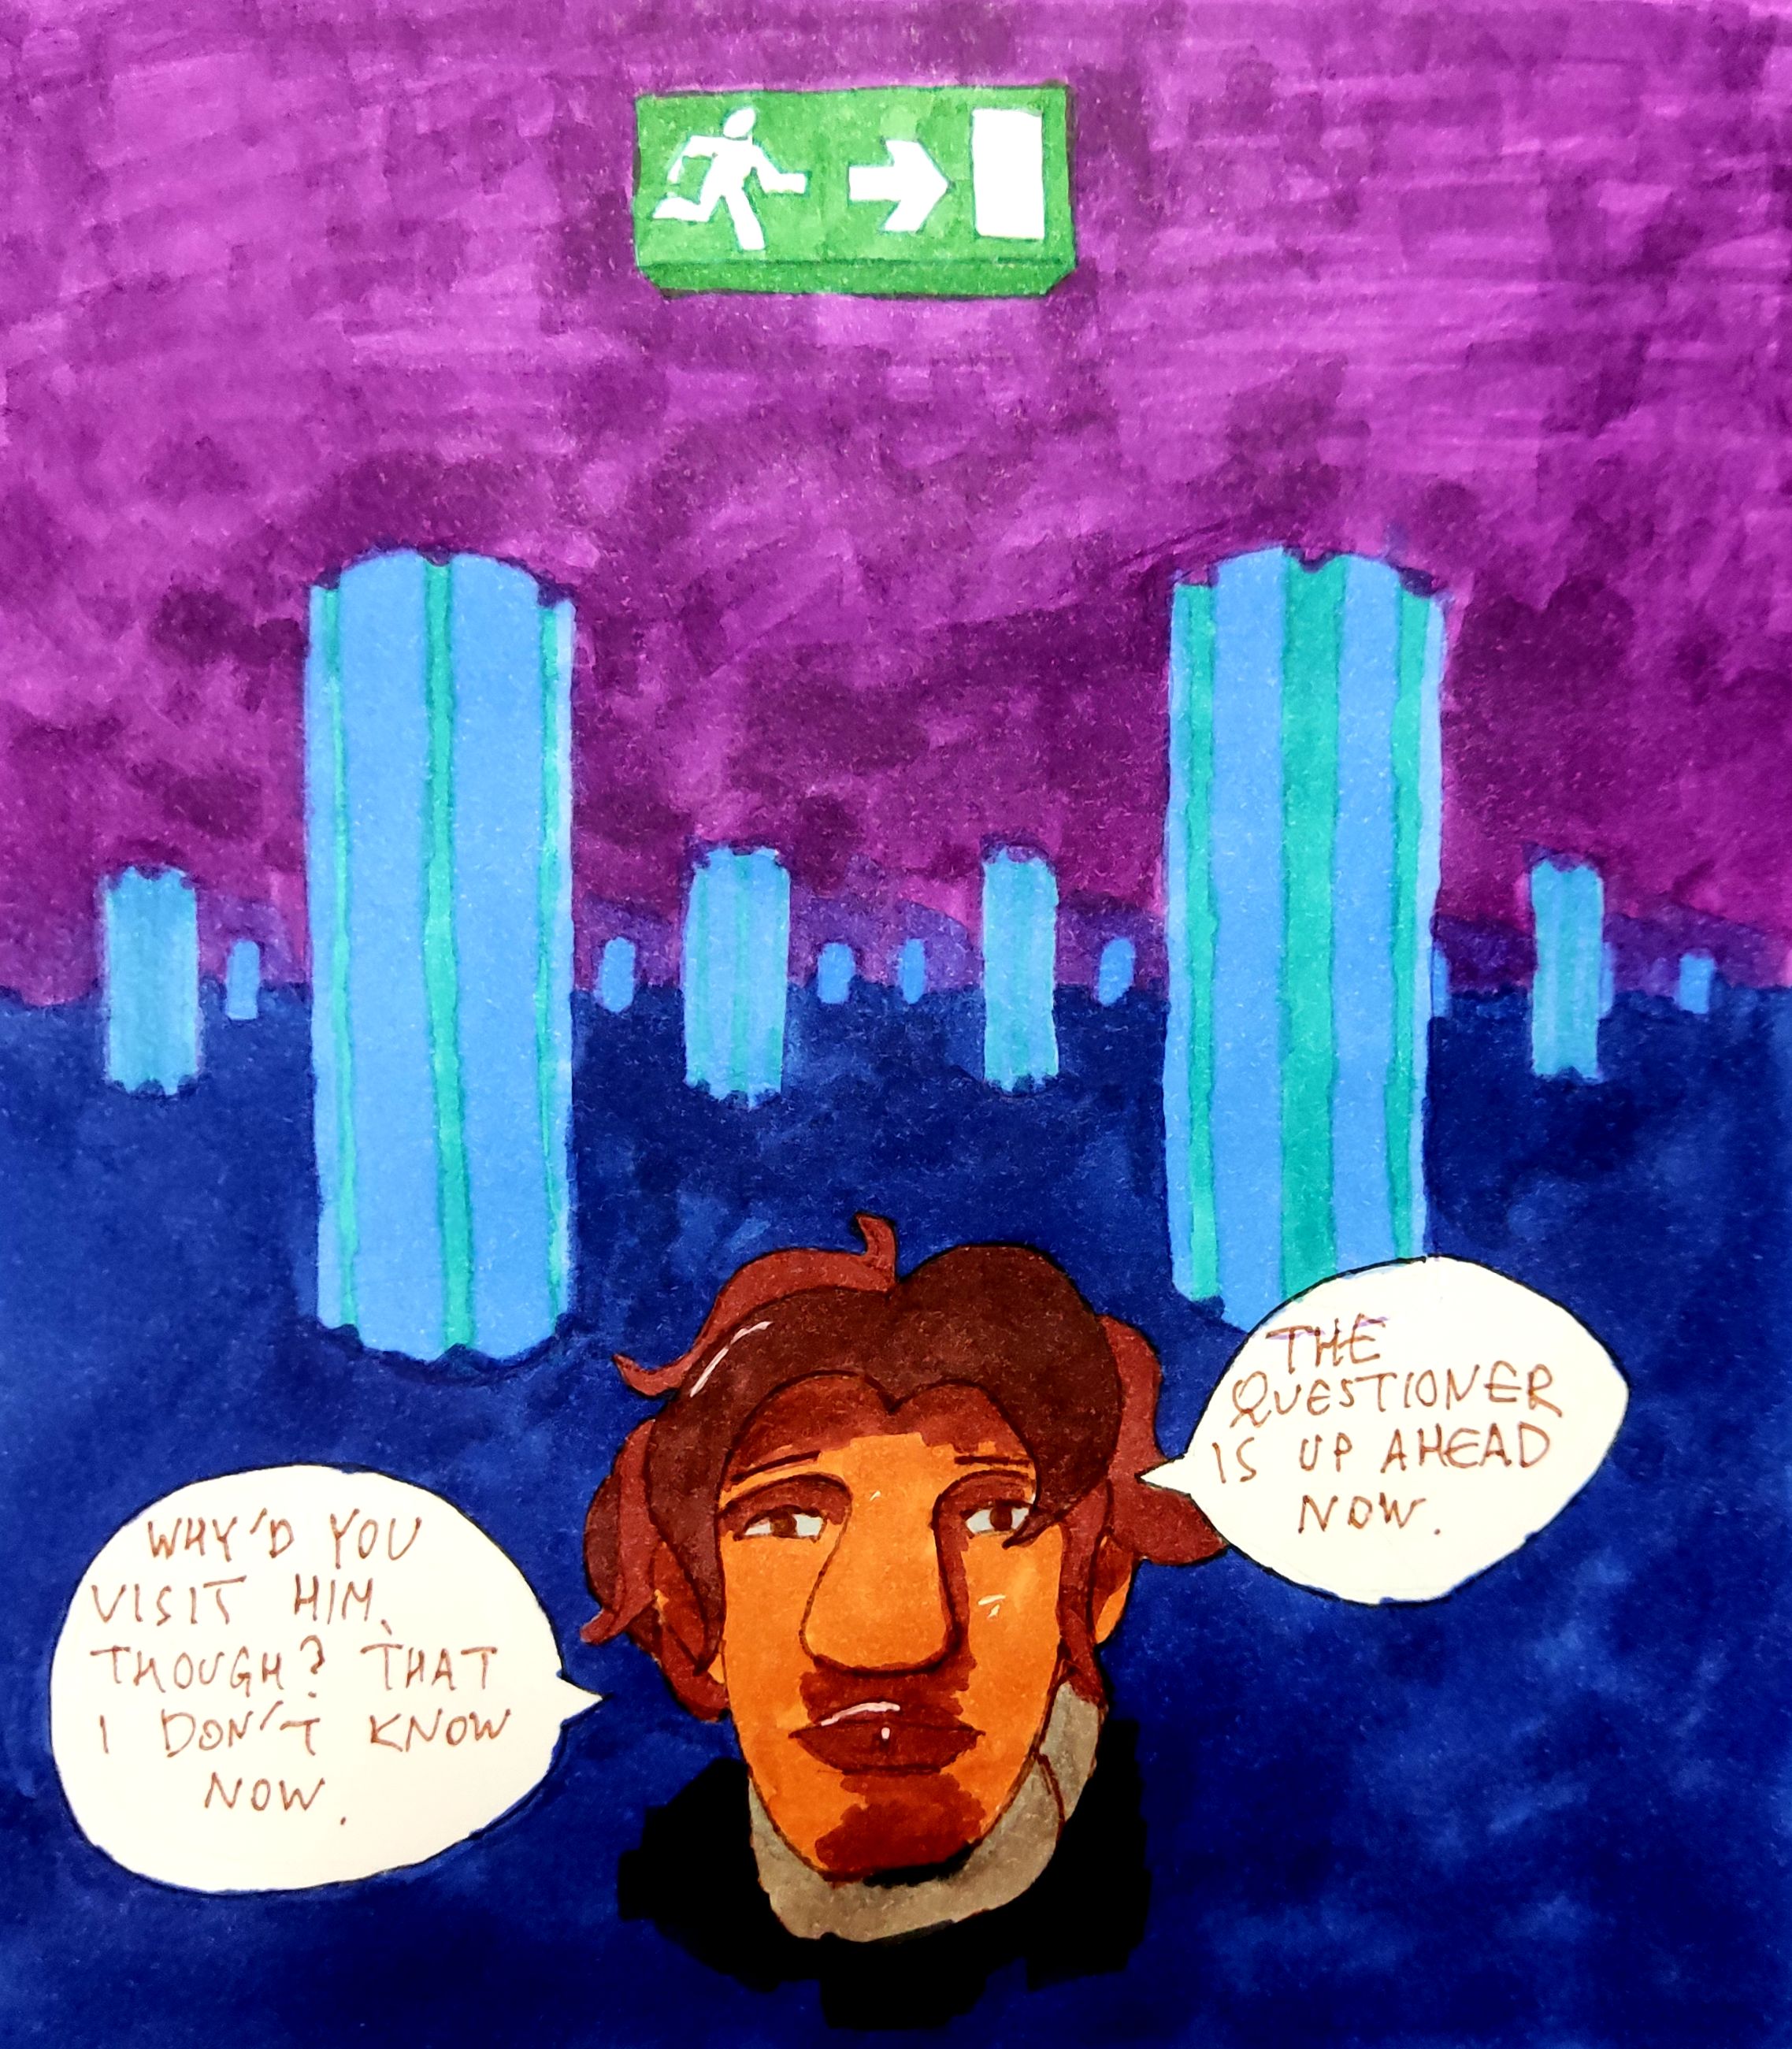 THE
QUESTIONER
IS UP AHEAD
NOW.
WHY'D YOU
VISIT HIM,
THOUGH? THAT
I DON'T KNOW
NOW.